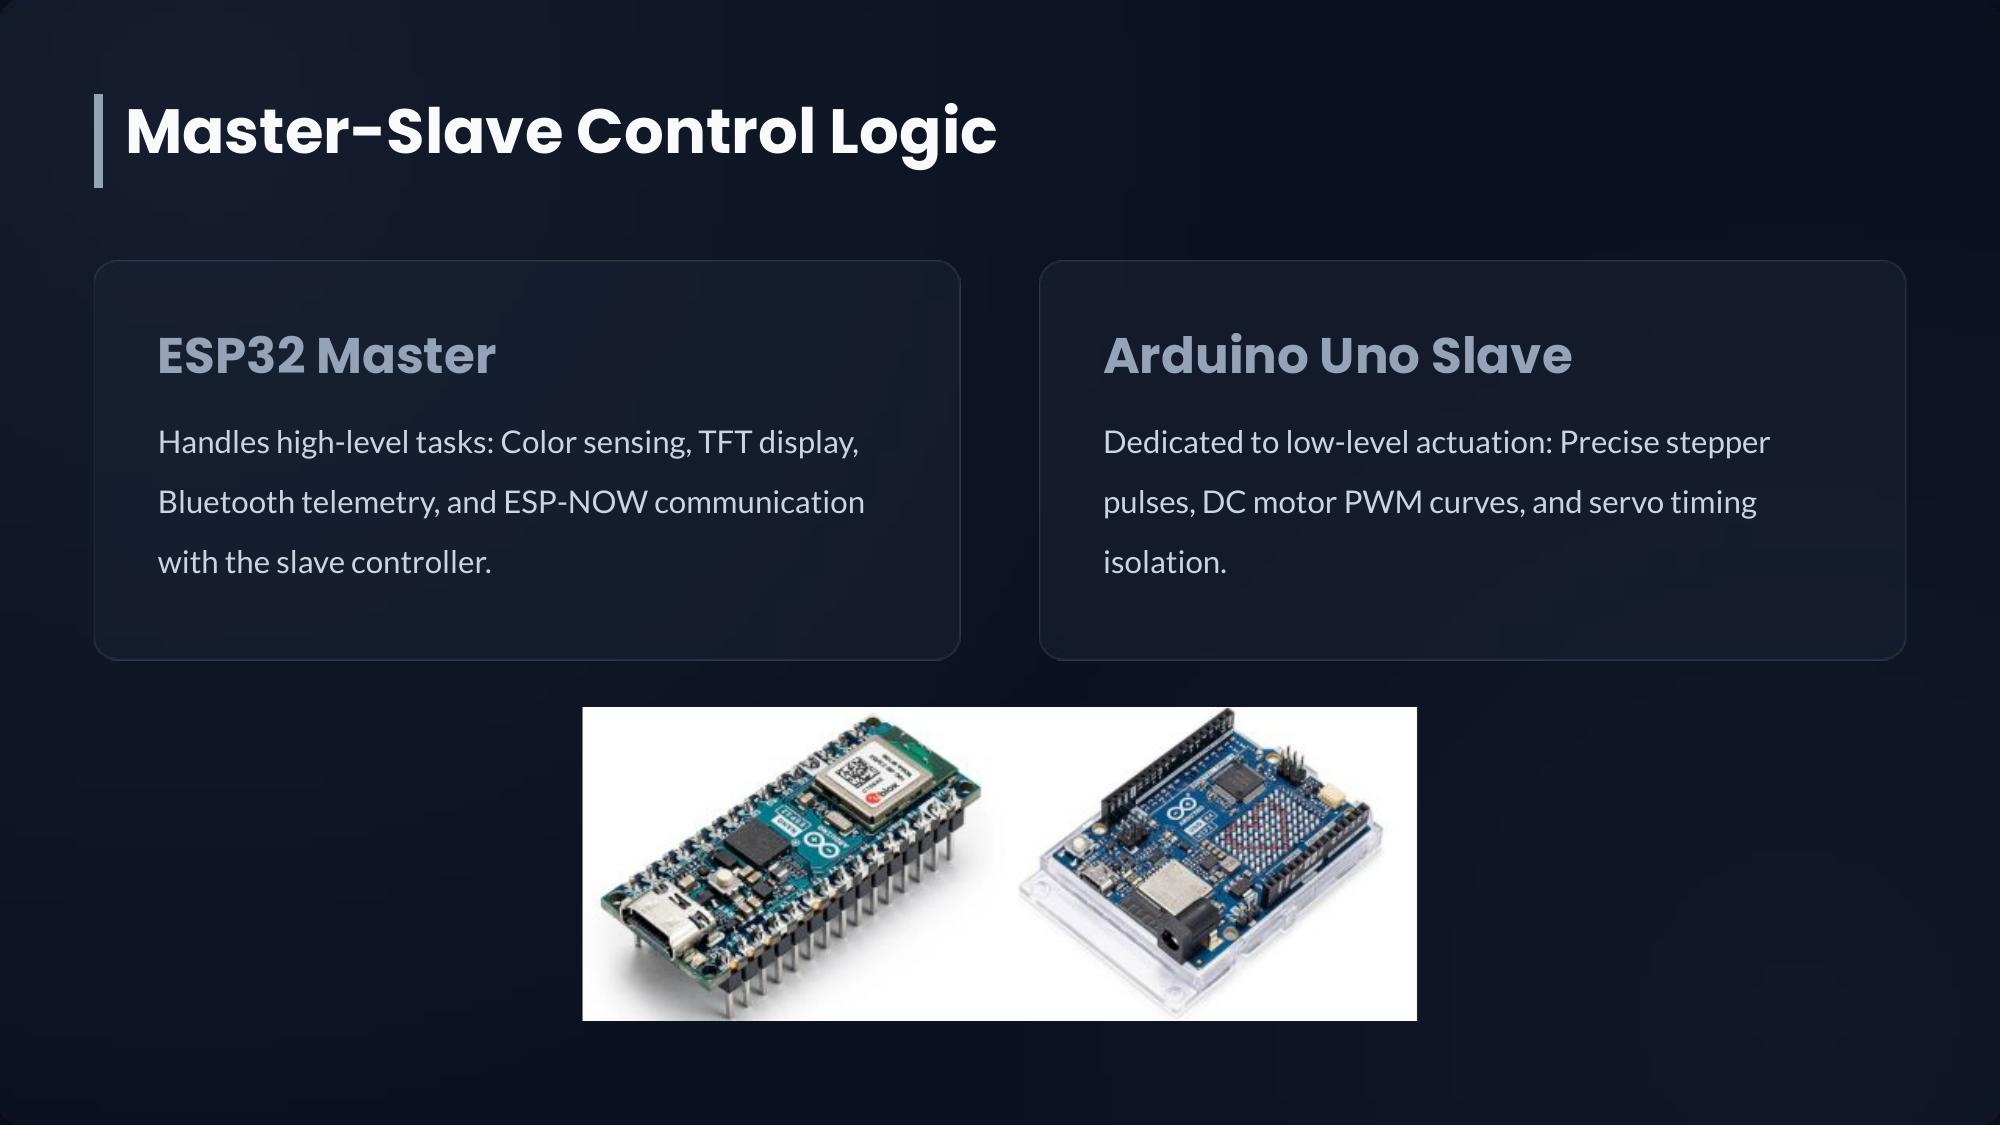 Master-Slave Control Logic
ESP32 Master
Handles high-level tasks: Color sensing, TFT display,
Bluetooth telemetry, and ESP-NOW communication
with the slave controller.
Arduino Uno Slave
Dedicated to low-level actuation: Precise stepper
pulses, DC motor PWM curves, and servo timing
isolation.